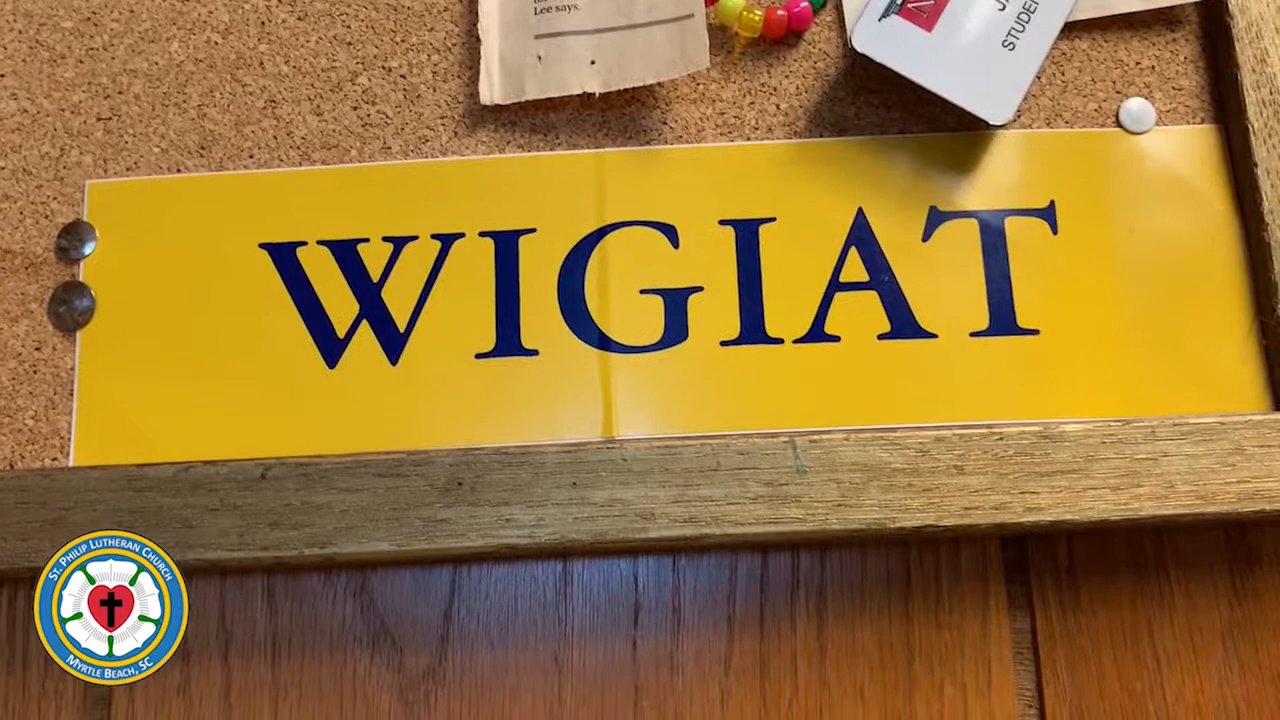 Lee says.
WIGIAT
ST. PHILIP LUTHERAN CHURCH
MYRTLE BEACH, SC